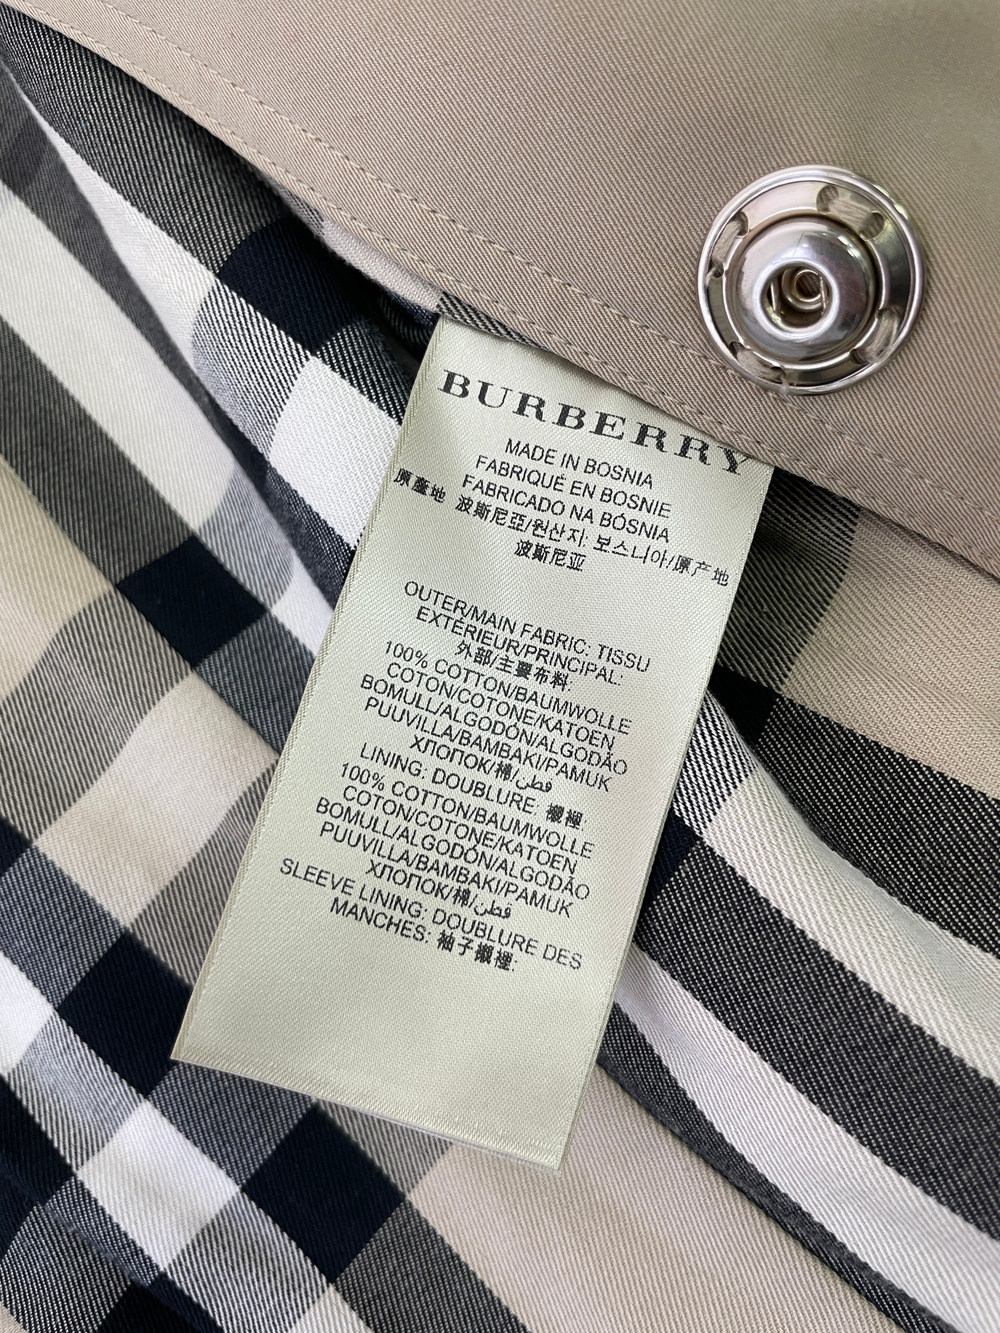 BURBERRY
MADE IN BOSNIA
FABRIQUÉ EN BOSNIE
FABRICADO NA BÓSNIA
原產地 波斯尼亞/원산지: 보스니아/原产地
波斯尼亚
OUTER/MAIN FABRIC: TISSU
EXTÉRIEUR/PRINCIPAL:
外部/主要布料:
100% COTTON/BAUMWOLLE
COTON/COTONE/KATOEN
BOMULL/ALGODÓN/ALGODÃO
PUUVILLA/BAMBAKI/PAMUK
ХЛОПОК/棉/قطن
LINING: DOUBLURE: 襯裡:
100% COTTON/BAUMWOLLE
COTON/COTONE/KATOEN
BOMULL/ALGODÓN/ALGODÃO
PUUVILLA/BAMBAKI/PAMUK
ХЛОПОК/棉/قطن
SLEEVE LINING: DOUBLURE DES
MANCHES: 袖子襯裡: